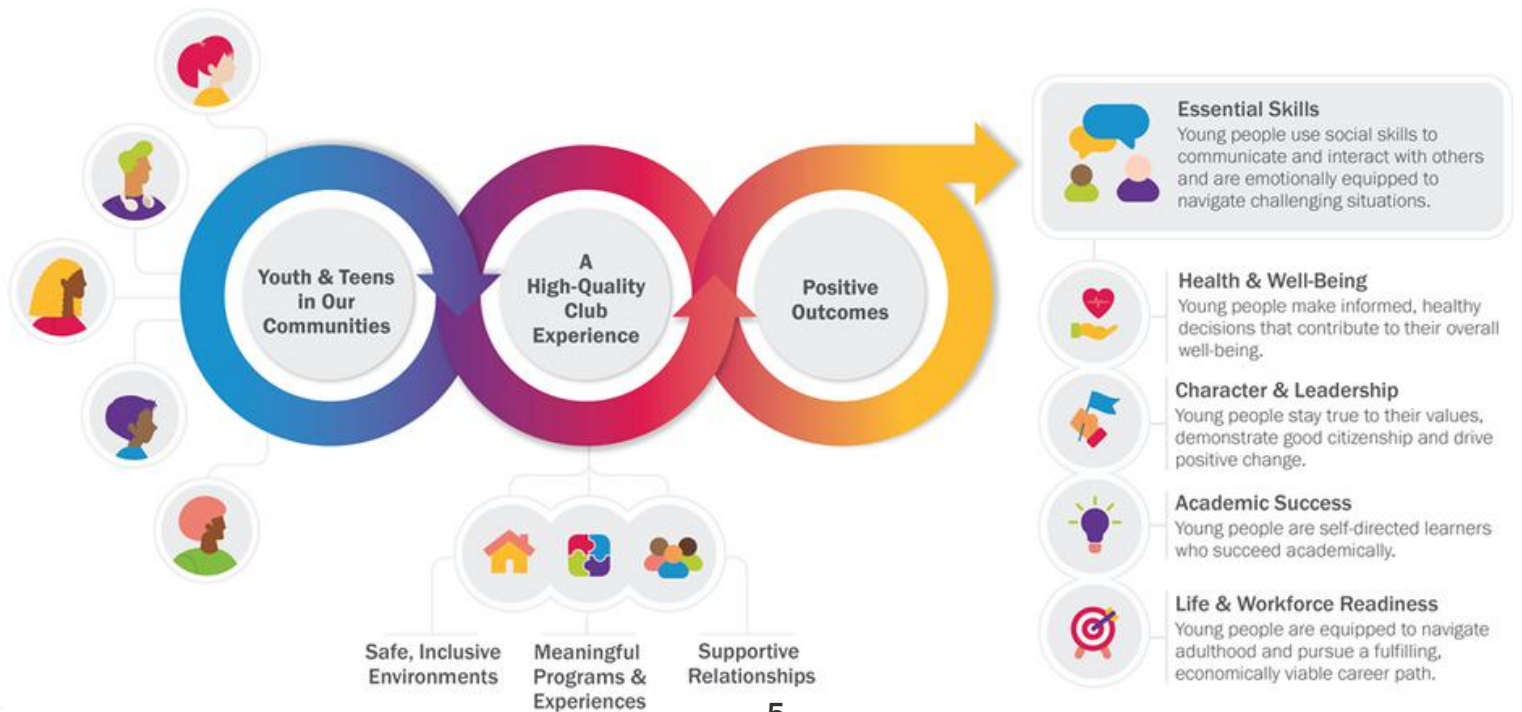 Youth & Teens
in Our
Communities
A
High-Quality
Club
Experience
Positive
Outcomes
Safe, Inclusive
Environments
Meaningful
Programs &
Experiences
Supportive
Relationships
Essential Skills
Young people use social skills to
communicate and interact with others
and are emotionally equipped to
navigate challenging situations.
Health & Well-Being
Young people make informed, healthy
decisions that contribute to their overall
well-being.
Character & Leadership
Young people stay true to their values,
demonstrate good citizenship and drive
positive change.
Academic Success
Young people are self-directed learners
who succeed academically.
Life & Workforce Readiness
Young people are equipped to navigate
adulthood and pursue a fulfilling,
economically viable career path.
5